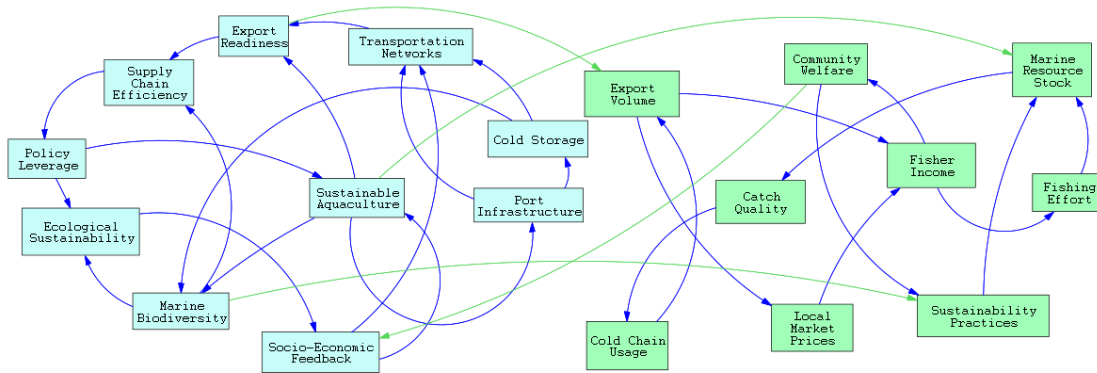 Export
Readiness
Transportation
Networks
Community
Welfare
Marine
Resource
Stock
Supply
Chain
Efficiency
Export
Volume
Cold Storage
Policy
Leverage
Fisher
Income
Sustainable
Aquaculture
Port
Infrastructure
Catch
Quality
Fishing
Effort
Ecological
Sustainability
Marine
Biodiversity
Local
Market
Prices
Sustainability
Practices
Socio-Economic
Feedback
Cold Chain
Usage